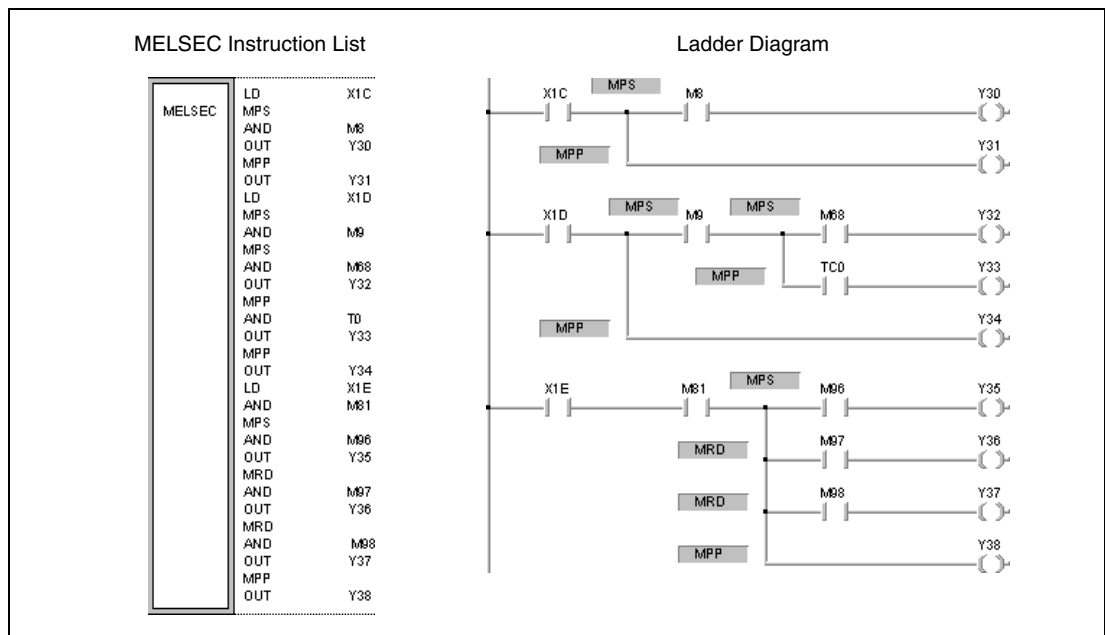 MELSEC Instruction List
Ladder Diagram
MELSEC
LD X1C
MPS
AND M8
OUT Y30
MPP
OUT Y31
LD X1D
MPS
AND M9
MPS
AND M68
OUT Y32
MPP
AND T0
OUT Y33
MPP
OUT Y34
LD X1E
AND M81
MPS
AND M96
OUT Y35
MRD
AND M97
OUT Y36
MRD
AND M98
OUT Y37
MPP
OUT Y38
X1C MPS M8 Y30
MPP Y31
X1D MPS M9 MPS M68 Y32
MPP TC0 Y33
MPP Y34
X1E M81 MPS M96 Y35
MRD M97 Y36
MRD M98 Y37
MPP Y38